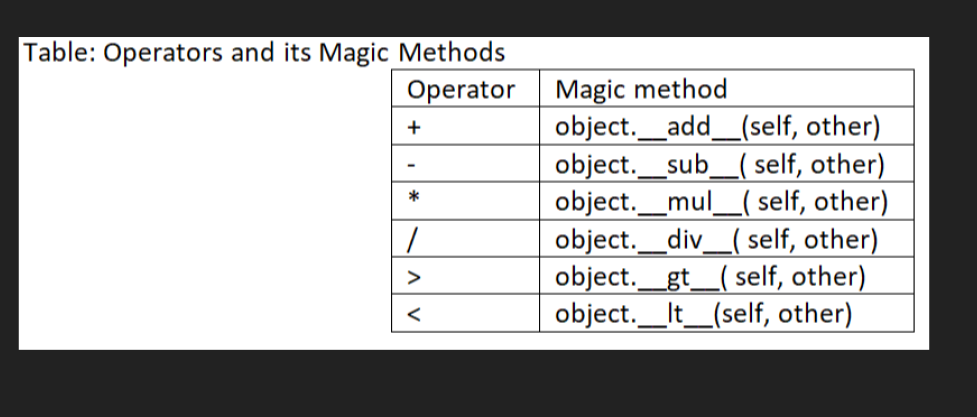 Table: Operators and its Magic Methods
Operator Magic method
+ object.__add__(self, other)
- object.__sub__( self, other)
* object.__mul__( self, other)
/ object.__div__( self, other)
> object.__gt__( self, other)
< object.__lt__(self, other)